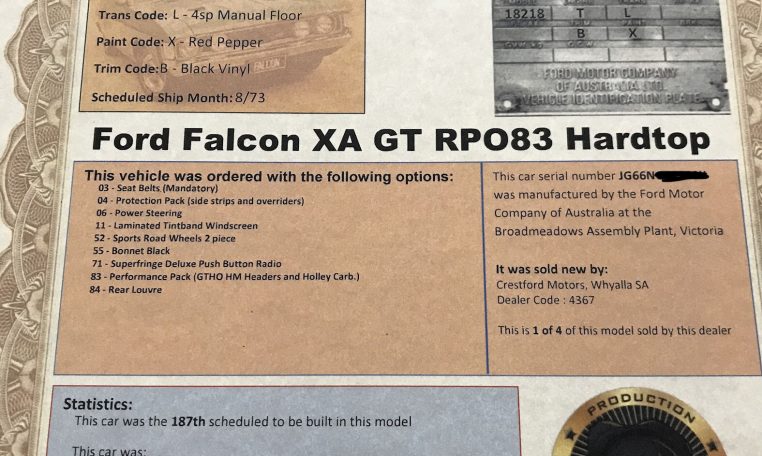 Trans Code: L - 4sp Manual Floor
Paint Code: X - Red Pepper
Trim Code:B - Black Vinyl
Scheduled Ship Month: 8/73
FALCON
18218 T L
B X
FORD MOTOR COMPANY
OF AUSTRALIA LTD.
VEHICLE IDENTIFICATION PLATE
Ford Falcon XA GT RPO83 Hardtop
This vehicle was ordered with the following options:
03 - Seat Belts (Mandatory)
04 - Protection Pack (side strips and overriders)
06 - Power Steering
11 - Laminated Tintband Windscreen
52 - Sports Road Wheels 2 piece
55 - Bonnet Black
71 - Superfringe Deluxe Push Button Radio
83 - Performance Pack (GTHO HM Headers and Holley Carb.)
84 - Rear Louvre
This car serial number JG66N
was manufactured by the Ford Motor
Company of Australia at the
Broadmeadows Assembly Plant, Victoria
It was sold new by:
Crestford Motors, Whyalla SA
Dealer Code : 4367
This is 1 of 4 of this model sold by this dealer
Statistics:
This car was the 187th scheduled to be built in this model
This car was:
PRODUCTION